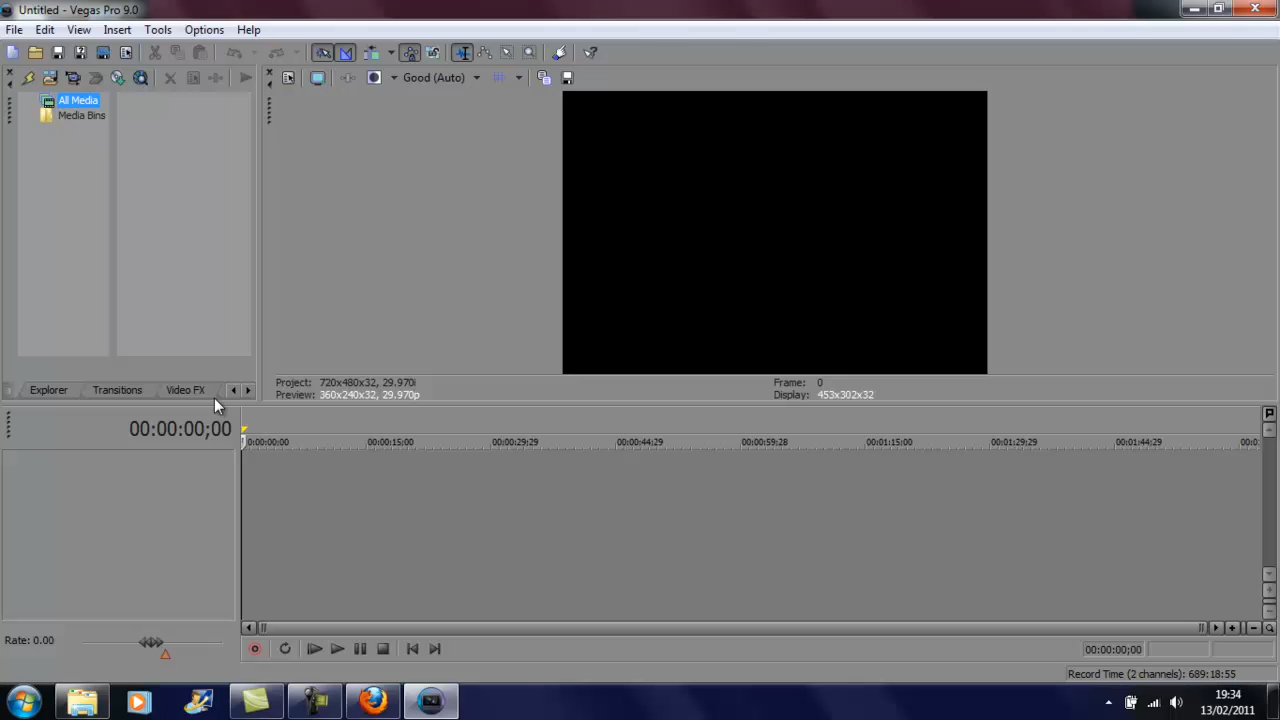 Untitled - Vegas Pro 9.0
File Edit View Insert Tools Options Help
Good (Auto)
All Media
Media Bins
Explorer Transitions Video FX
Project: 720x480x32, 29.970i
Preview: 360x240x32, 29.970p
Frame: 0
Display: 453x302x32
00:00:00;00
0:00:00:00 00:00:15:00 00:00:29:29 00:00:44:29 00:00:59:28 00:01:15:00 00:01:29:29 00:01:44:29 00:0
Rate: 0.00
00:00:00;00
Record Time (2 channels): 689:18:55
19:34
13/02/2011